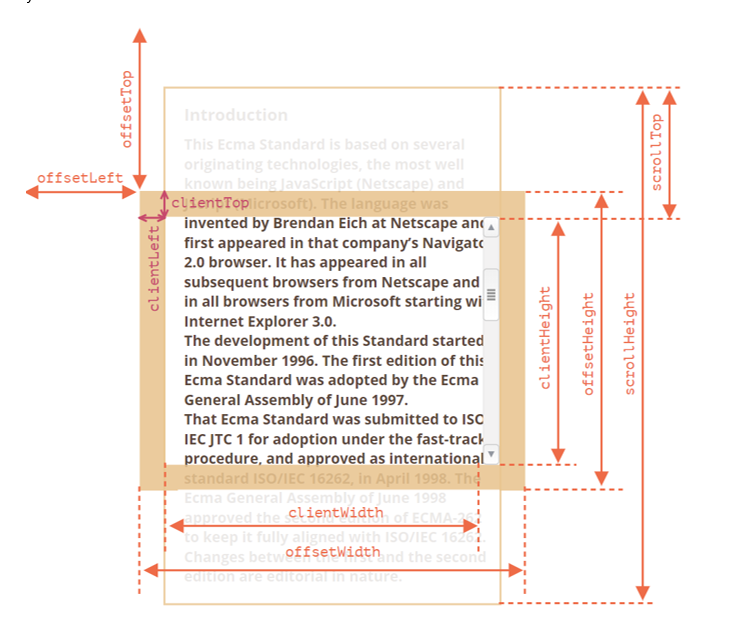 offsetTop
Introduction
This Ecma Standard is based on several
originating technologies, the most well
known being JavaScript (Netscape) and
(Microsoft). The language was
invented by Brendan Eich at Netscape and
first appeared in that company's Navigato
2.0 browser. It has appeared in all
subsequent browsers from Netscape and
in all browsers from Microsoft starting wi
Internet Explorer 3.0.
The development of this Standard started
in November 1996. The first edition of this
Ecma Standard was adopted by the Ecma
General Assembly of June 1997.
That Ecma Standard was submitted to ISO
IEC JTC 1 for adoption under the fast-track
procedure, and approved as international
standard ISO/IEC 16262, in April 1998. The
Ecma General Assembly of June 1998
approved the second edition of ECMA-262
to keep it fully aligned with ISO/IEC 16262.
Changes between the first and the second
edition are editorial in nature.
offsetLeft
clientTop
clientLeft
scrollTop
clientHeight
offsetHeight
scrollHeight
clientWidth
offsetWidth